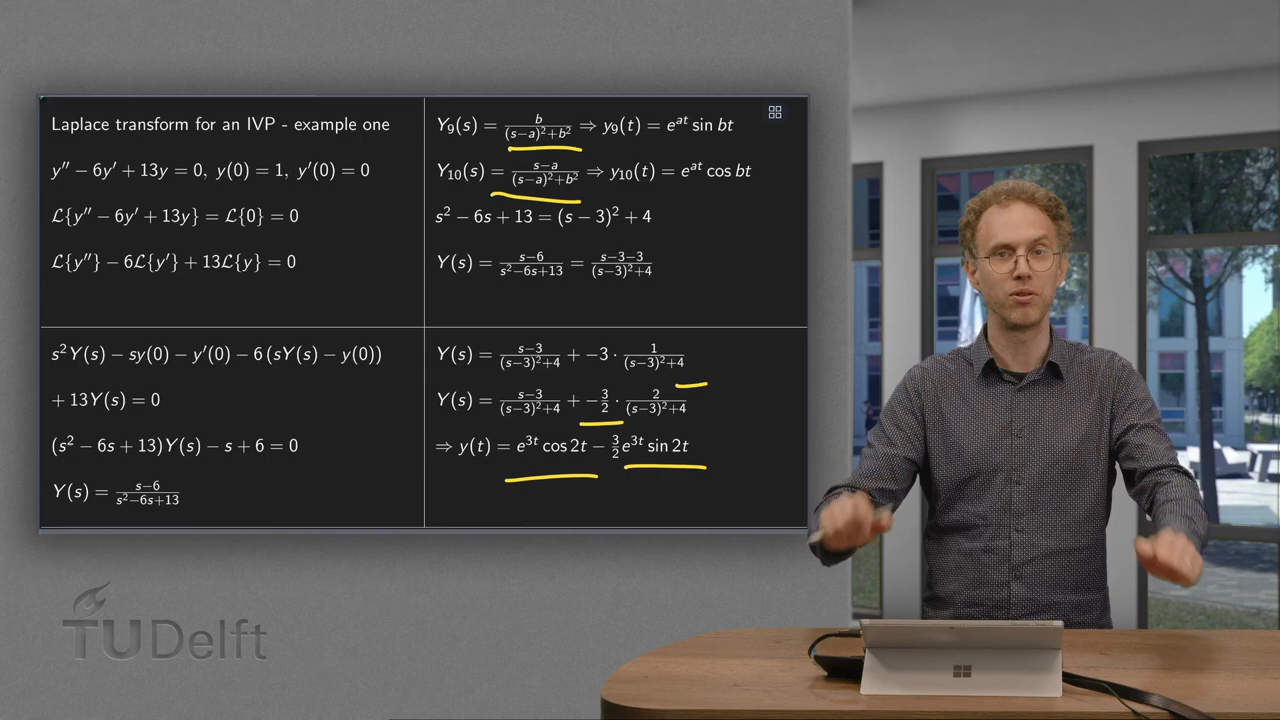 Laplace transform for an IVP - example one
y″ − 6y′ + 13y = 0, y(0) = 1, y′(0) = 0
ℒ{y″ − 6y′ + 13y} = ℒ{0} = 0
ℒ{y″} − 6ℒ{y′} + 13ℒ{y} = 0
Y₉(s) = b/((s−a)²+b²) ⇒ y₉(t) = eᵃᵗ sin bt
Y₁₀(s) = (s−a)/((s−a)²+b²) ⇒ y₁₀(t) = eᵃᵗ cos bt
s² − 6s + 13 = (s − 3)² + 4
Y(s) = (s−6)/(s²−6s+13) = (s−3−3)/((s−3)²+4)
s²Y(s) − sy(0) − y′(0) − 6(sY(s) − y(0))
+ 13Y(s) = 0
(s² − 6s + 13)Y(s) − s + 6 = 0
Y(s) = (s−6)/(s²−6s+13)
Y(s) = (s−3)/((s−3)²+4) + −3 · 1/((s−3)²+4)
Y(s) = (s−3)/((s−3)²+4) + −3/2 · 2/((s−3)²+4)
⇒ y(t) = e³ᵗ cos 2t − 3/2 e³ᵗ sin 2t
TUDelft